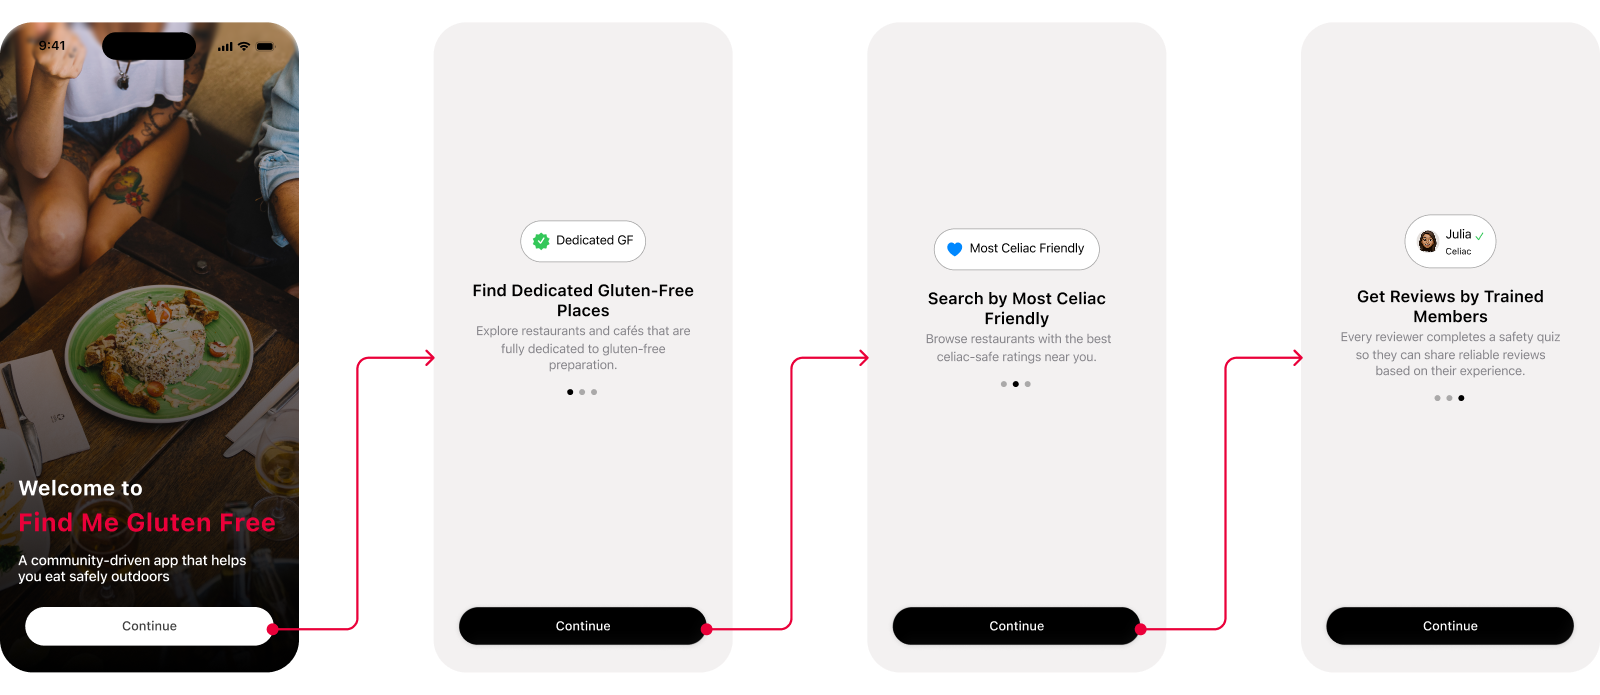 9:41
Welcome to
Find Me Gluten Free
A community-driven app that helps
you eat safely outdoors
Continue
Dedicated GF
Find Dedicated Gluten-Free
Places
Explore restaurants and cafés that are
fully dedicated to gluten-free
preparation.
Continue
Most Celiac Friendly
Search by Most Celiac
Friendly
Browse restaurants with the best
celiac-safe ratings near you.
Continue
Julia
Celiac
Get Reviews by Trained
Members
Every reviewer completes a safety quiz
so they can share reliable reviews
based on their experience.
Continue